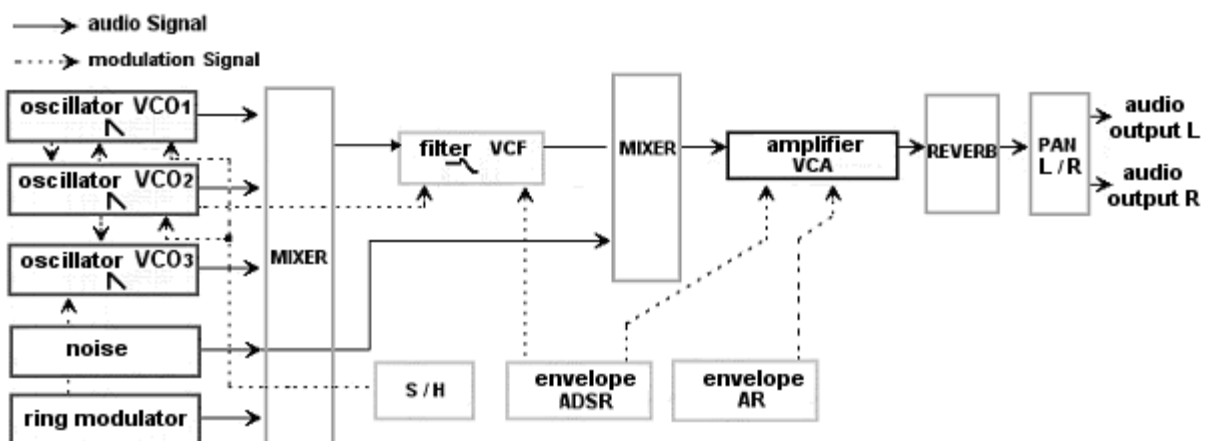 audio Signal
modulation Signal
oscillator VCO1
oscillator VCO2
oscillator VCO3
noise
ring modulator
MIXER
filter VCF
S / H
envelope
ADSR
envelope
AR
MIXER
amplifier
VCA
REVERB
PAN
L / R
audio
output L
audio
output R